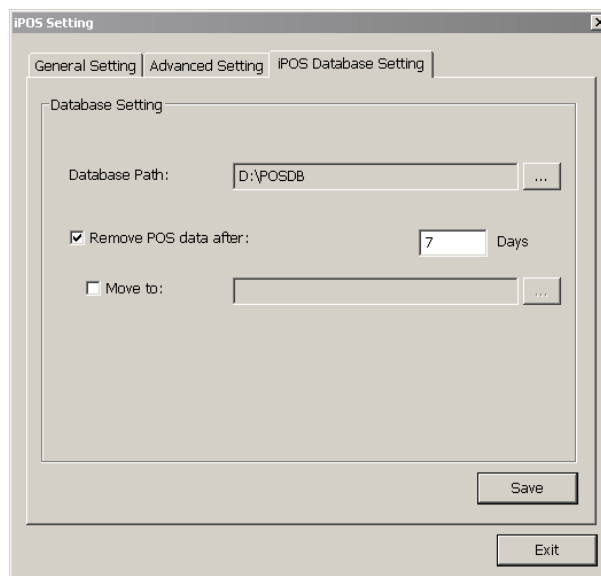 iPOS Setting
General Setting Advanced Setting iPOS Database Setting
Database Setting
Database Path: D:\POSDB ...
Remove POS data after: 7 Days
Move to: ...
Save
Exit